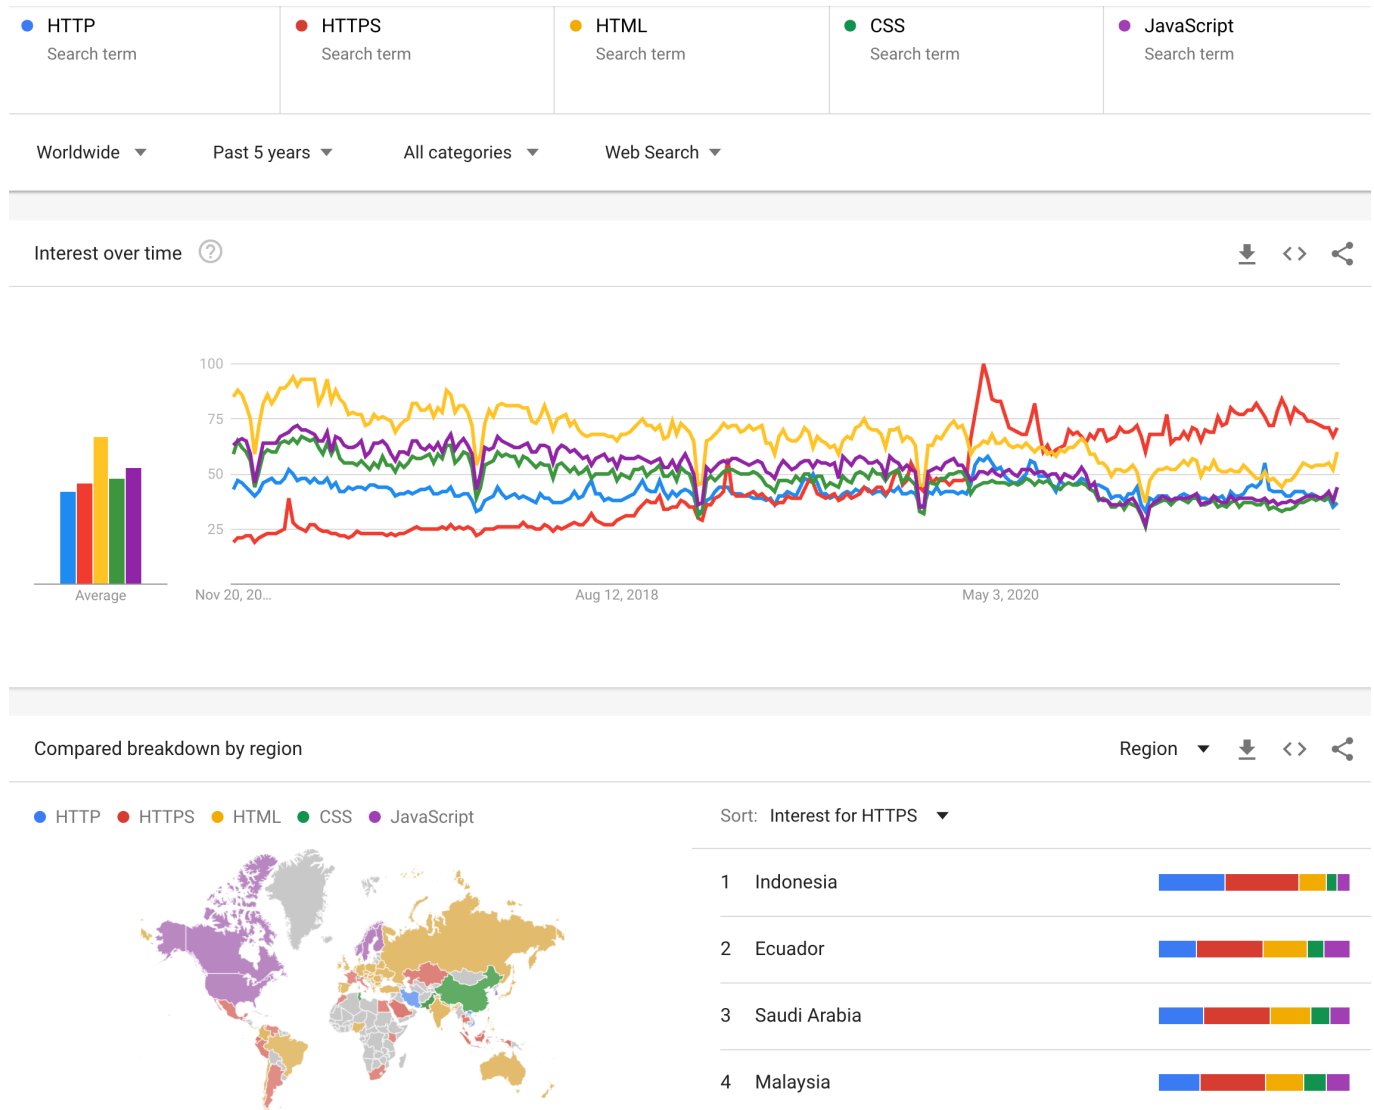 HTTP
Search term
HTTPS
Search term
HTML
Search term
CSS
Search term
JavaScript
Search term
Worldwide
Past 5 years
All categories
Web Search
Interest over time
?
100
75
50
25
Average
Nov 20, 20...
Aug 12, 2018
May 3, 2020
Compared breakdown by region
Region
HTTP HTTPS HTML CSS JavaScript
Sort: Interest for HTTPS
1 Indonesia
2 Ecuador
3 Saudi Arabia
4 Malaysia